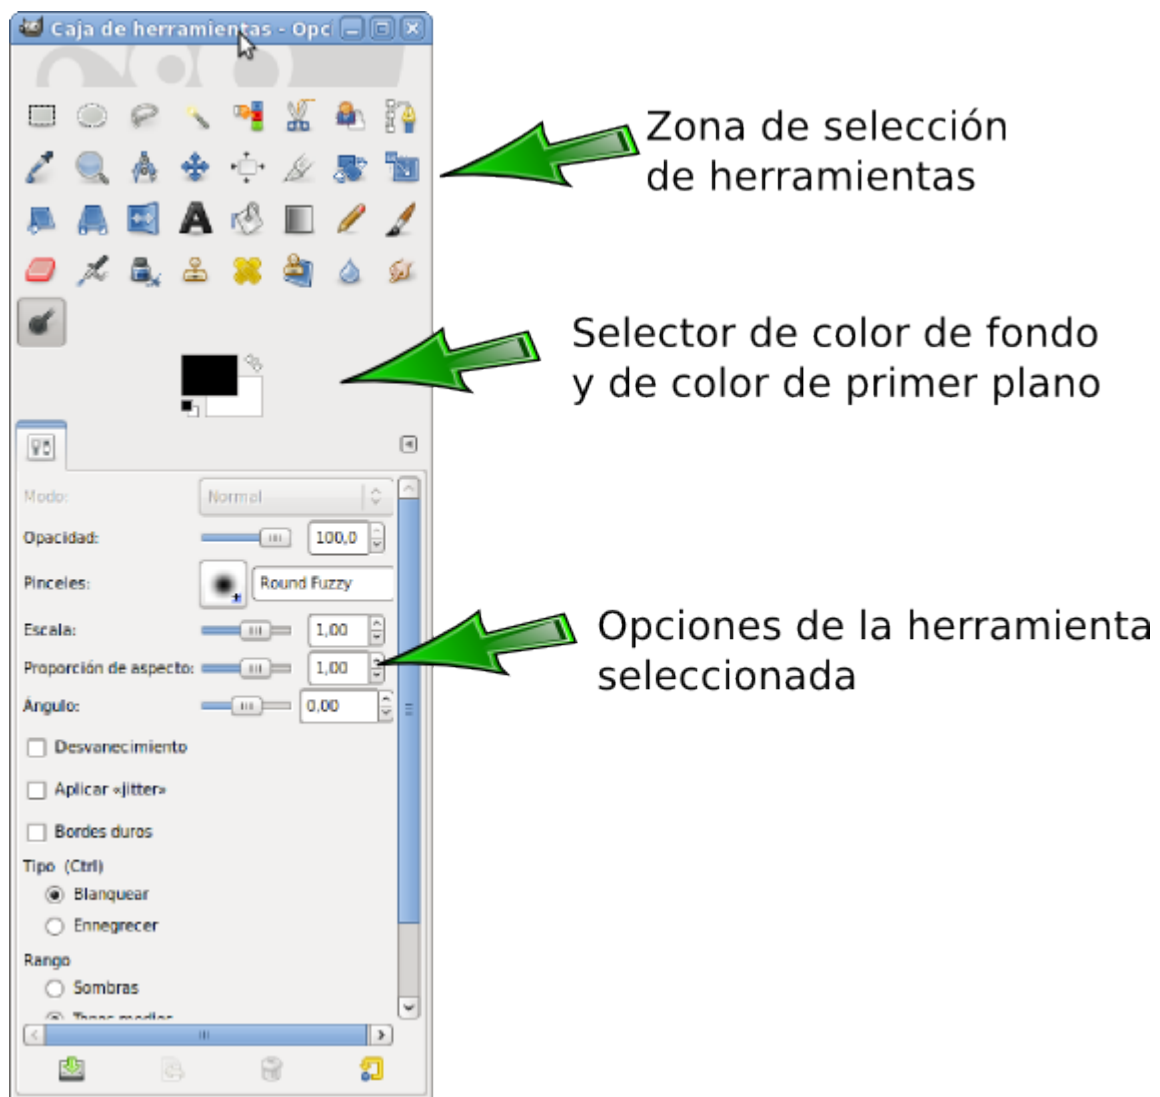 Caja de herramientas - Opc
Zona de selección
de herramientas
Selector de color de fondo
y de color de primer plano
Modo: Normal
Opacidad: 100,0
Pinceles: Round Fuzzy
Escala: 1,00
Proporción de aspecto: 1,00
Ángulo: 0,00
Opciones de la herramienta
seleccionada
Desvanecimiento
Aplicar «jitter»
Bordes duros
Tipo (Ctrl)
Blanquear
Ennegrecer
Rango
Sombras
Tonos medios